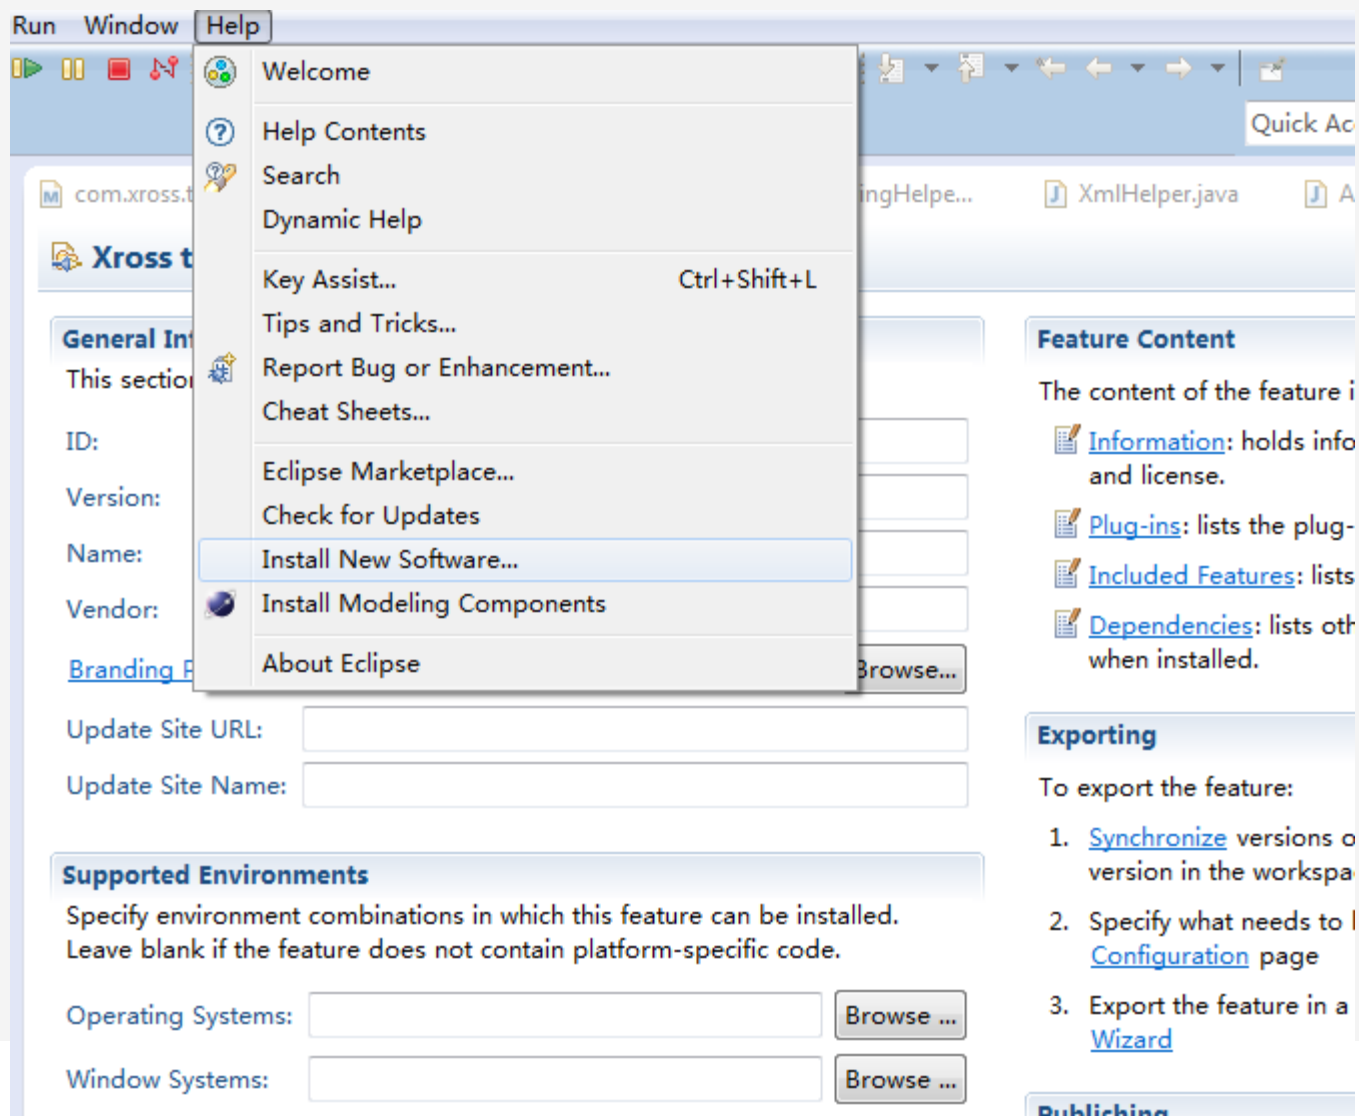 Run Window Help
Welcome
Help Contents
Search
Dynamic Help
Key Assist... Ctrl+Shift+L
Tips and Tricks...
Report Bug or Enhancement...
Cheat Sheets...
Eclipse Marketplace...
Check for Updates
Install New Software...
Install Modeling Components
About Eclipse
Quick Ac
com.xross.t
ingHelpe...
XmlHelper.java
A
Xross t
General In
This section
ID:
Version:
Name:
Vendor:
Branding P
Browse...
Update Site URL:
Update Site Name:
Supported Environments
Specify environment combinations in which this feature can be installed.
Leave blank if the feature does not contain platform-specific code.
Operating Systems:
Browse ...
Window Systems:
Browse ...
Feature Content
The content of the feature i
Information: holds info
and license.
Plug-ins: lists the plug-
Included Features: lists
Dependencies: lists oth
when installed.
Exporting
To export the feature:
1. Synchronize versions o
version in the workspa
2. Specify what needs to
Configuration page
3. Export the feature in a
Wizard
Publishing